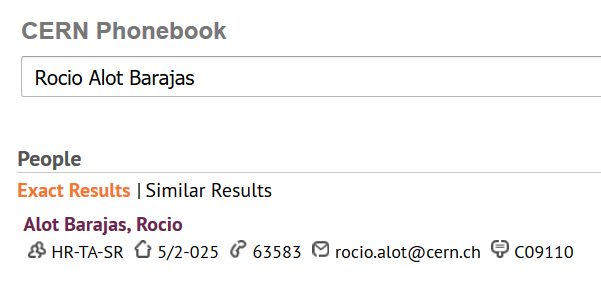 CERN Phonebook
Rocio Alot Barajas
People
Exact Results | Similar Results
Alot Barajas, Rocio
HR-TA-SR 5/2-025 63583 rocio.alot@cern.ch C09110